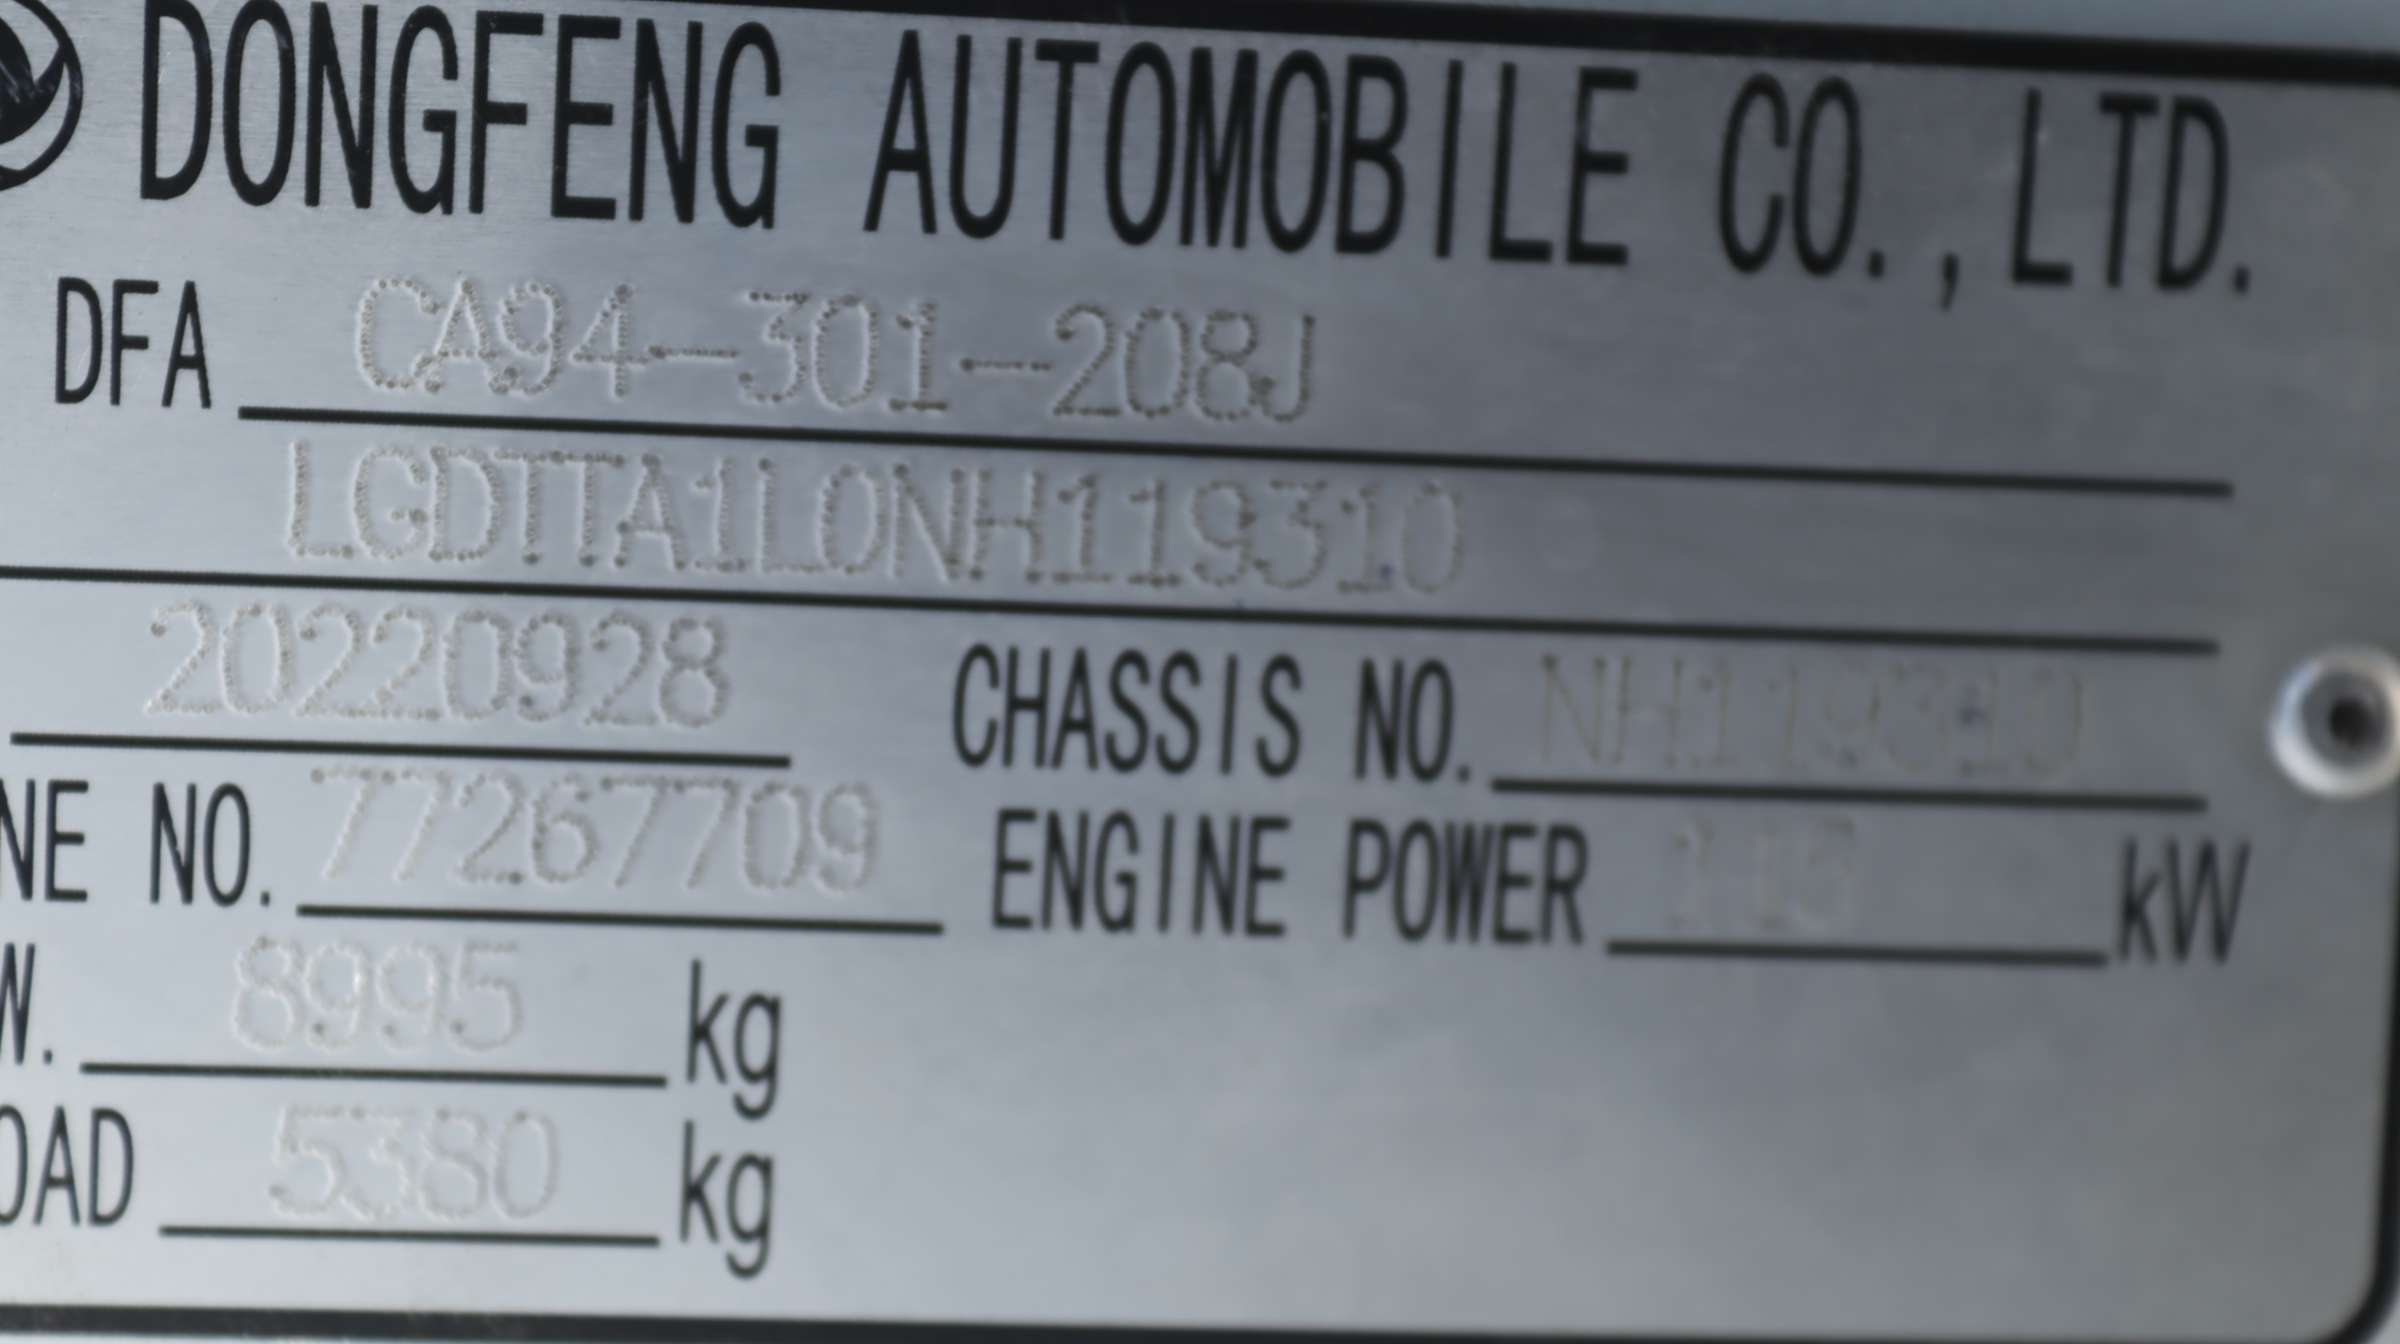 DONGFENG AUTOMOBILE CO.,LTD.
DFA CA94-301-208J
LGDTTA1L0NH119310
20220928 CHASSIS NO. NH119310
NE NO. 77267709 ENGINE POWER kW
W. 8995 kg
OAD 5380 kg